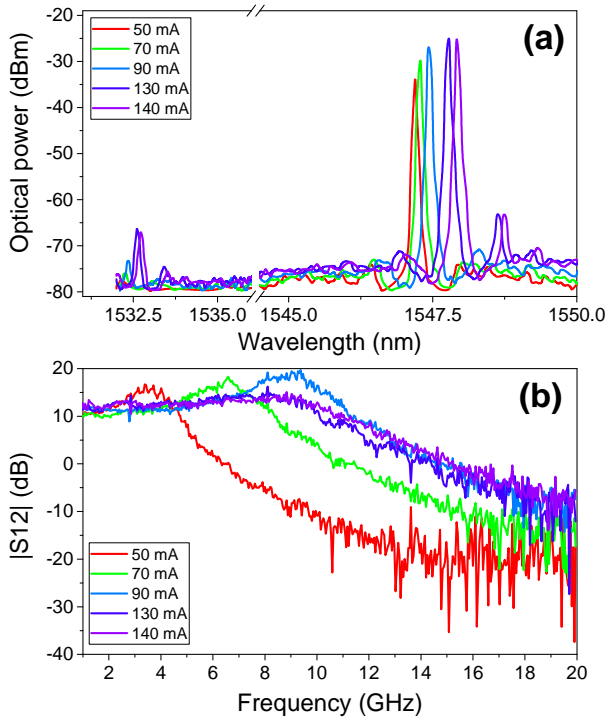 -20
-30
-40
-50
-60
-70
-80
Optical power (dBm)
50 mA
70 mA
90 mA
130 mA
140 mA
(a)
1532.5
1535.0
1545.0
1547.5
1550.0
Wavelength (nm)
20
10
0
-10
-20
-30
-40
|S12| (dB)
(b)
50 mA
70 mA
90 mA
130 mA
140 mA
2
4
6
8
10
12
14
16
18
20
Frequency (GHz)